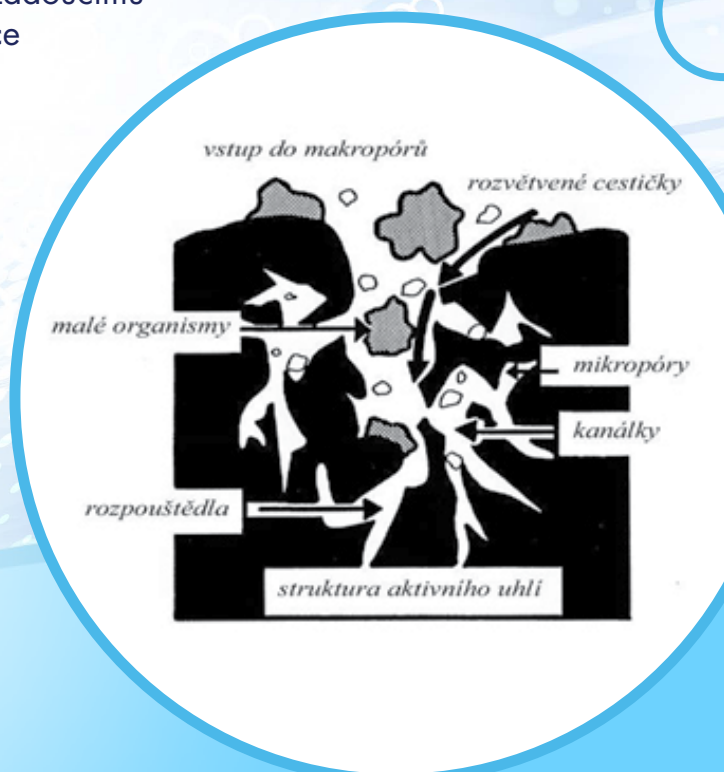 vstup do makropórů
rozvětvené cestičky
malé organismy
mikropóry
kanálky
rozpouštědla
struktura aktivního uhlí